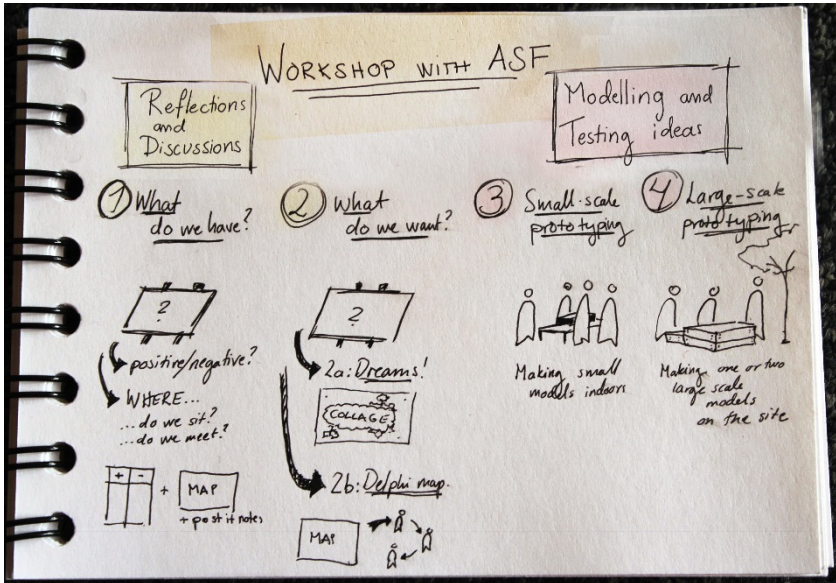 WORKSHOP WITH ASF
Reflections
and
Discussions
Modelling and
Testing ideas
1 What
do we have?
2 What
do we want?
3 Small-scale
prototyping
4 Large-scale
prototyping
?
positive/negative?
WHERE...
...do we sit?
...do we meet?
+ -
+ MAP
+ post it notes
?
2a: Dreams!
COLLAGE
2b: Delphi map.
MAP
Making small
models indoors
Making one or two
large scale
models
on the site